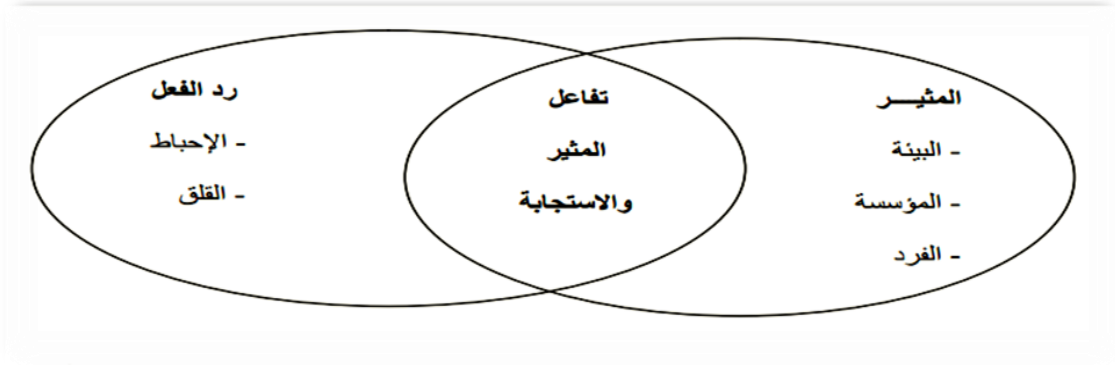 المثيـــر
- البيئة
- المؤسسة
- الفرد
تفاعل
المثير
والاستجابة
رد الفعل
- الإحباط
- القلق